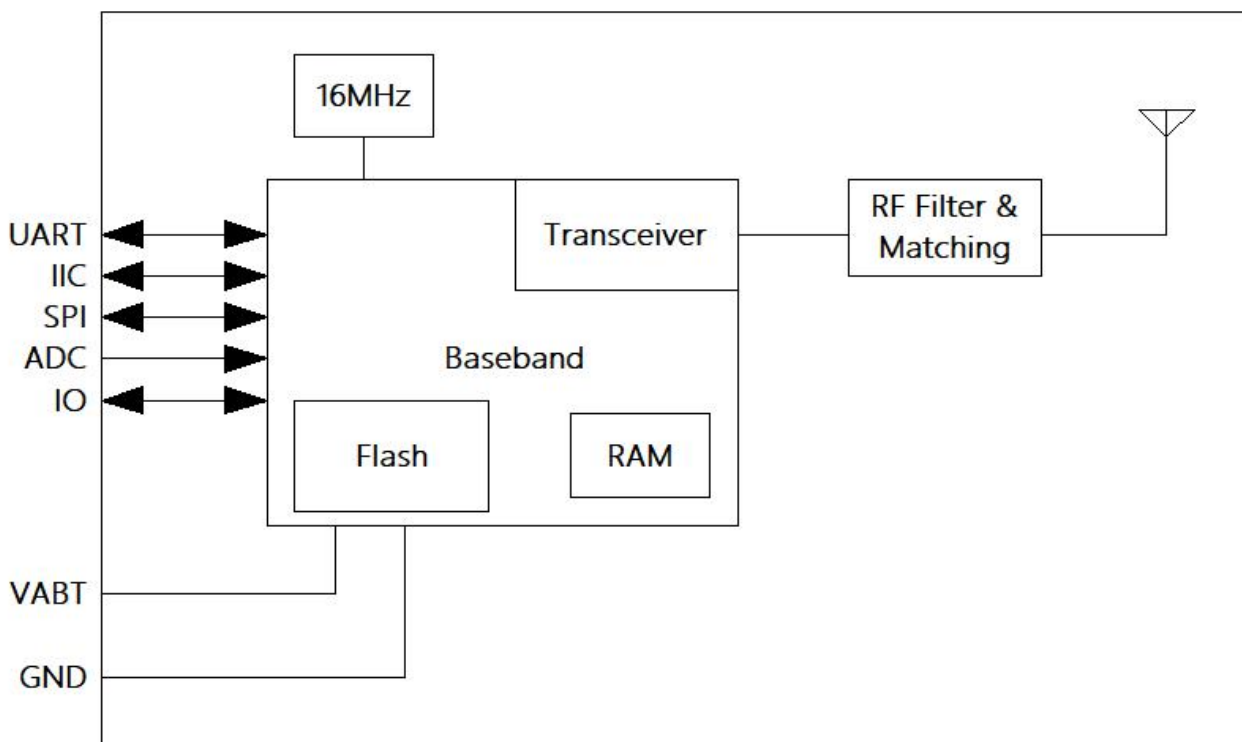 16MHz
UART
IIC
SPI
ADC
IO
Transceiver
RF Filter &
Matching
Baseband
Flash
RAM
VABT
GND